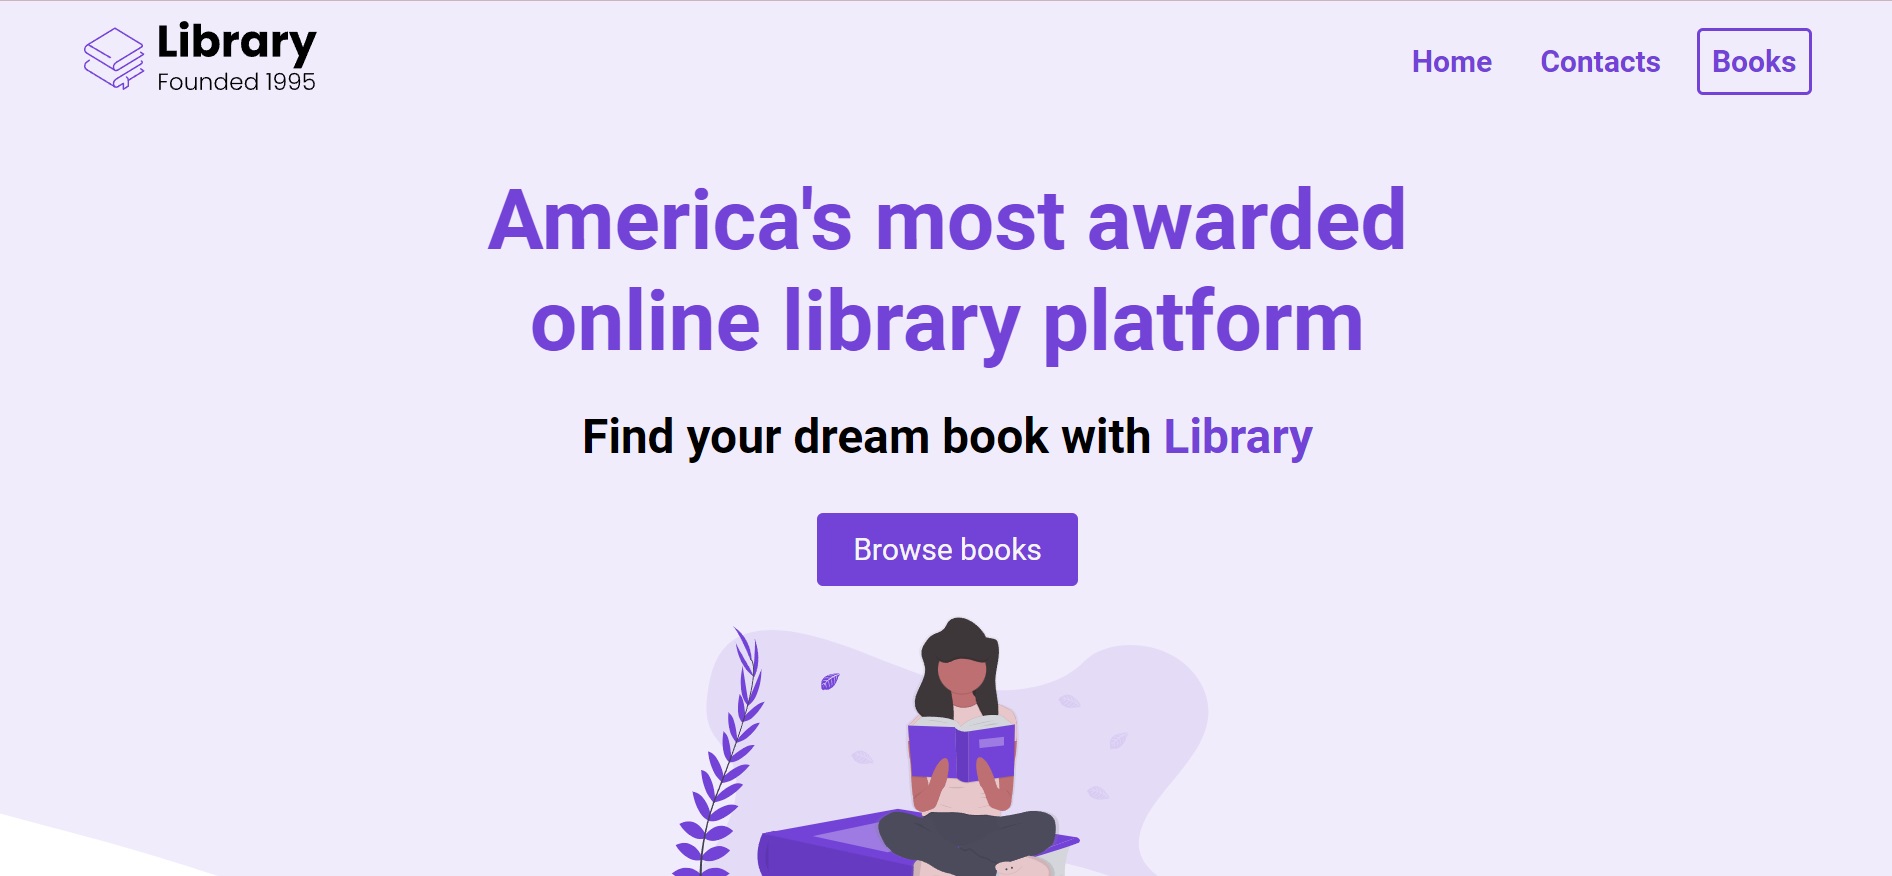 Library
Founded 1995
Home
Contacts
Books
America's most awarded
online library platform
Find your dream book with Library
Browse books